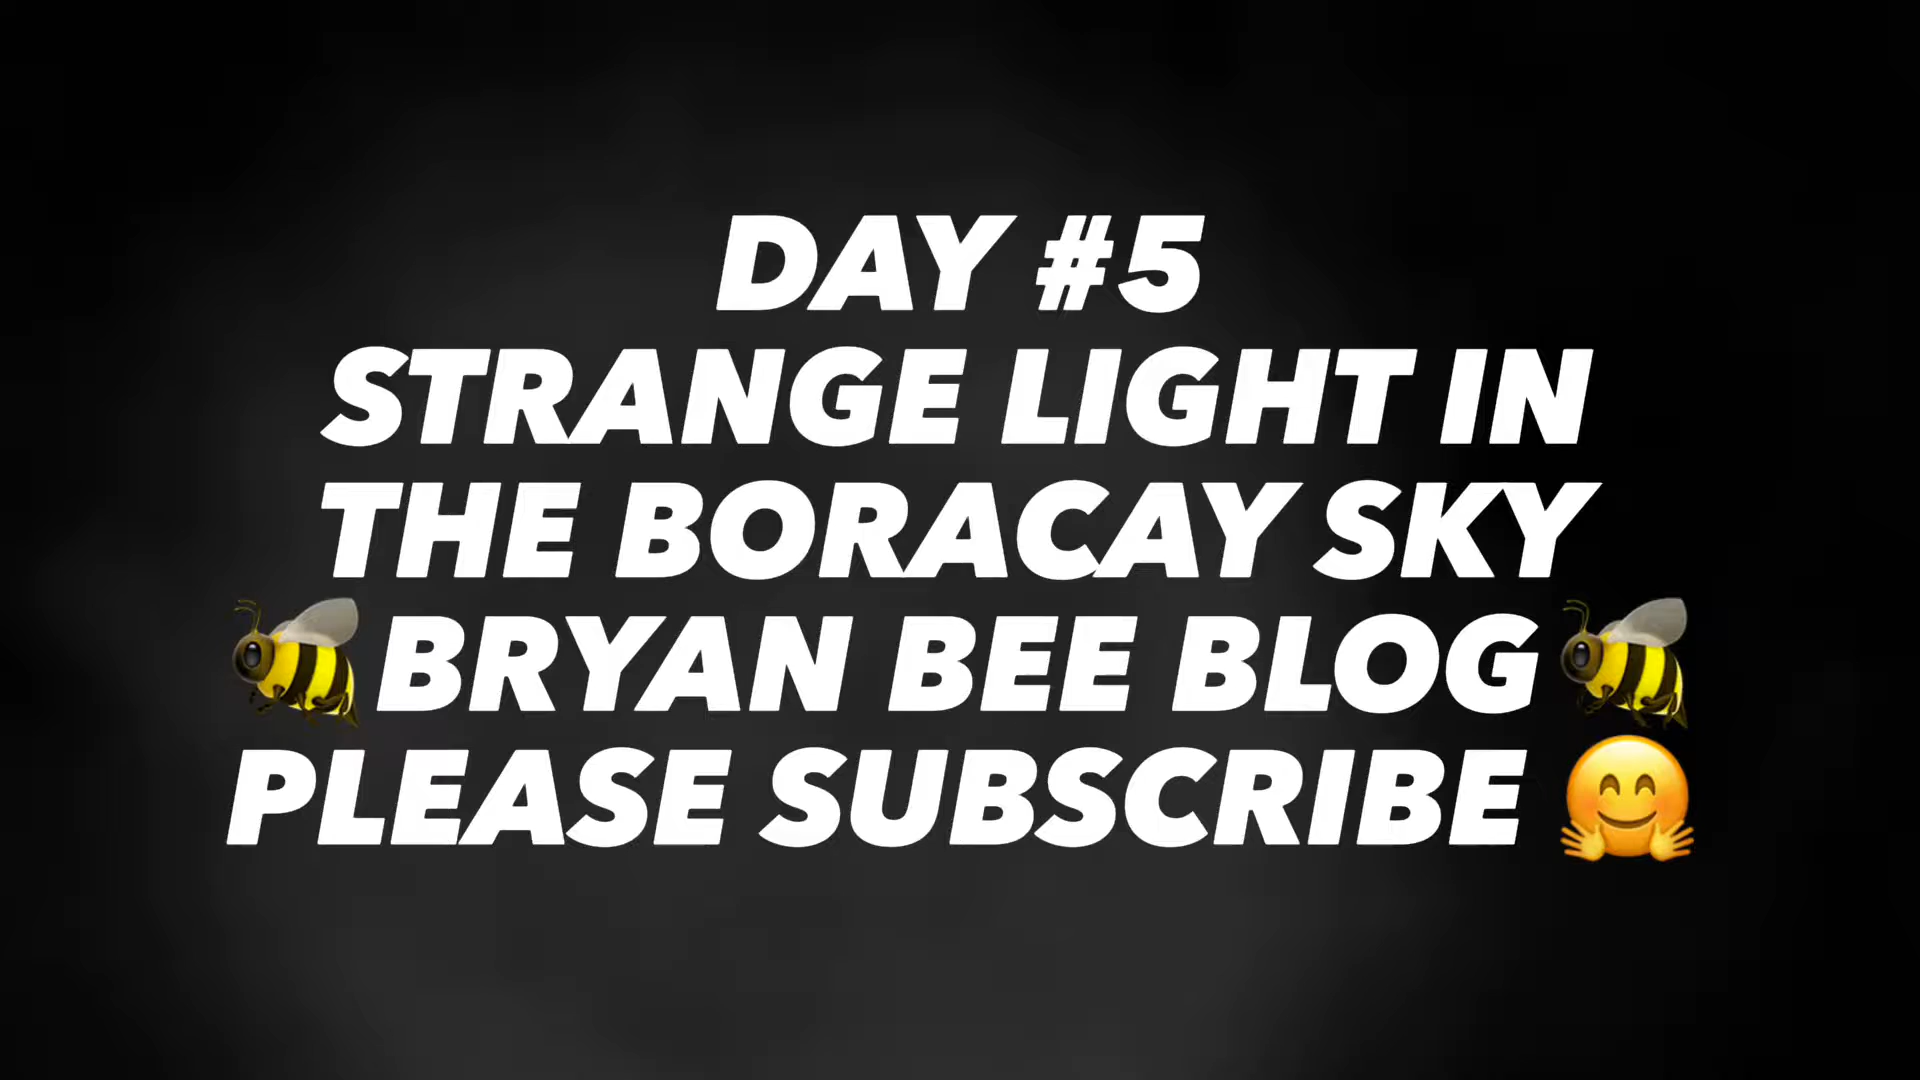 DAY #5
STRANGE LIGHT IN
THE BORACAY SKY
🐝BRYAN BEE BLOG🐝
PLEASE SUBSCRIBE 🤗